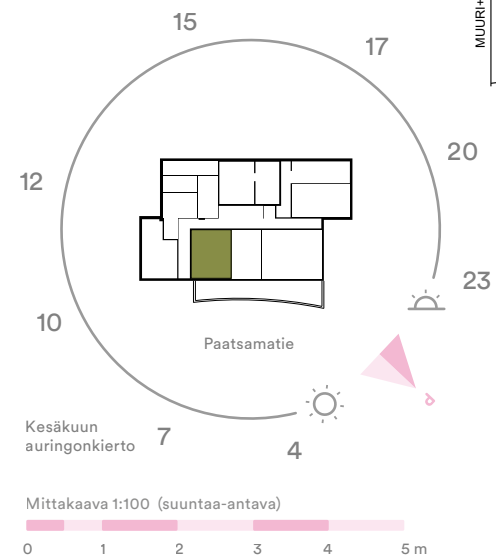 15
17
MUURI+
20
12
23
10
Paatsamatie
P
Kesäkuun
auringonkierto
7
4
Mittakaava 1:100 (suuntaa-antava)
0 1 2 3 4 5 m